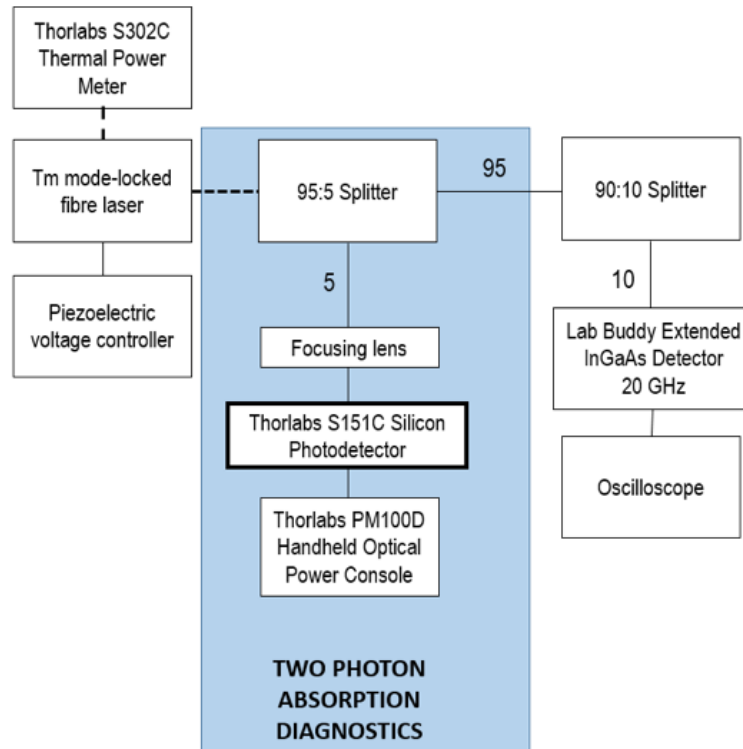 Thorlabs S302C
Thermal Power
Meter
Tm mode-locked
fibre laser
Piezoelectric
voltage controller
95:5 Splitter
95
90:10 Splitter
5
10
Focusing lens
Lab Buddy Extended
InGaAs Detector
20 GHz
Thorlabs S151C Silicon
Photodetector
Oscilloscope
Thorlabs PM100D
Handheld Optical
Power Console
TWO PHOTON
ABSORPTION
DIAGNOSTICS